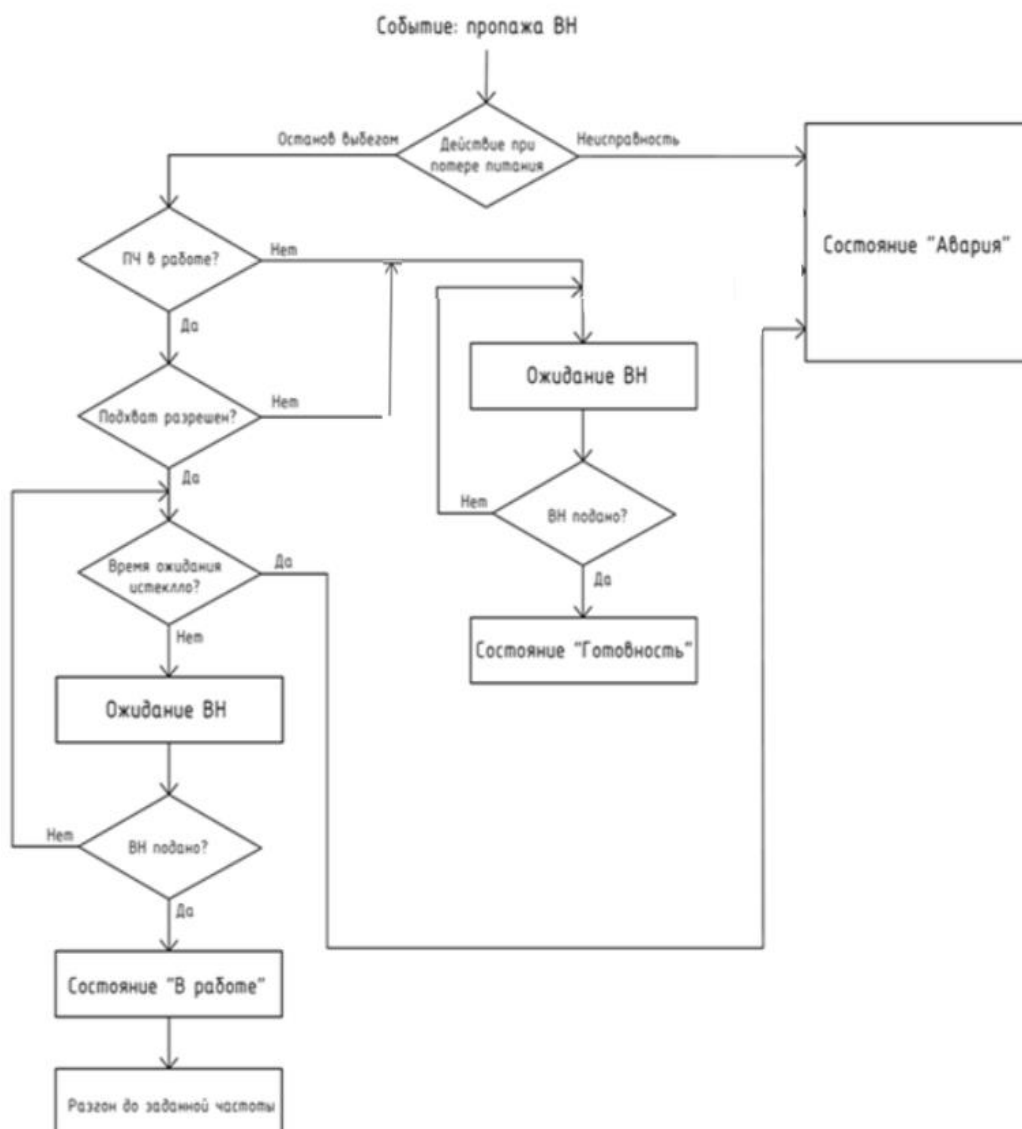 Событие: пропажа ВН
Останов выбегом
Действие при
потере питания
Неисправность
Состояние "Авария"
ПЧ в работе?
Нет
Да
Ожидание ВН
Подхват разрешен?
Нет
Да
ВН подано?
Нет
Да
Время ожидания
истеклло?
Да
Нет
Состояние "Готовность"
Ожидание ВН
ВН подано?
Нет
Да
Состояние "В работе"
Разгон до заданной частоты